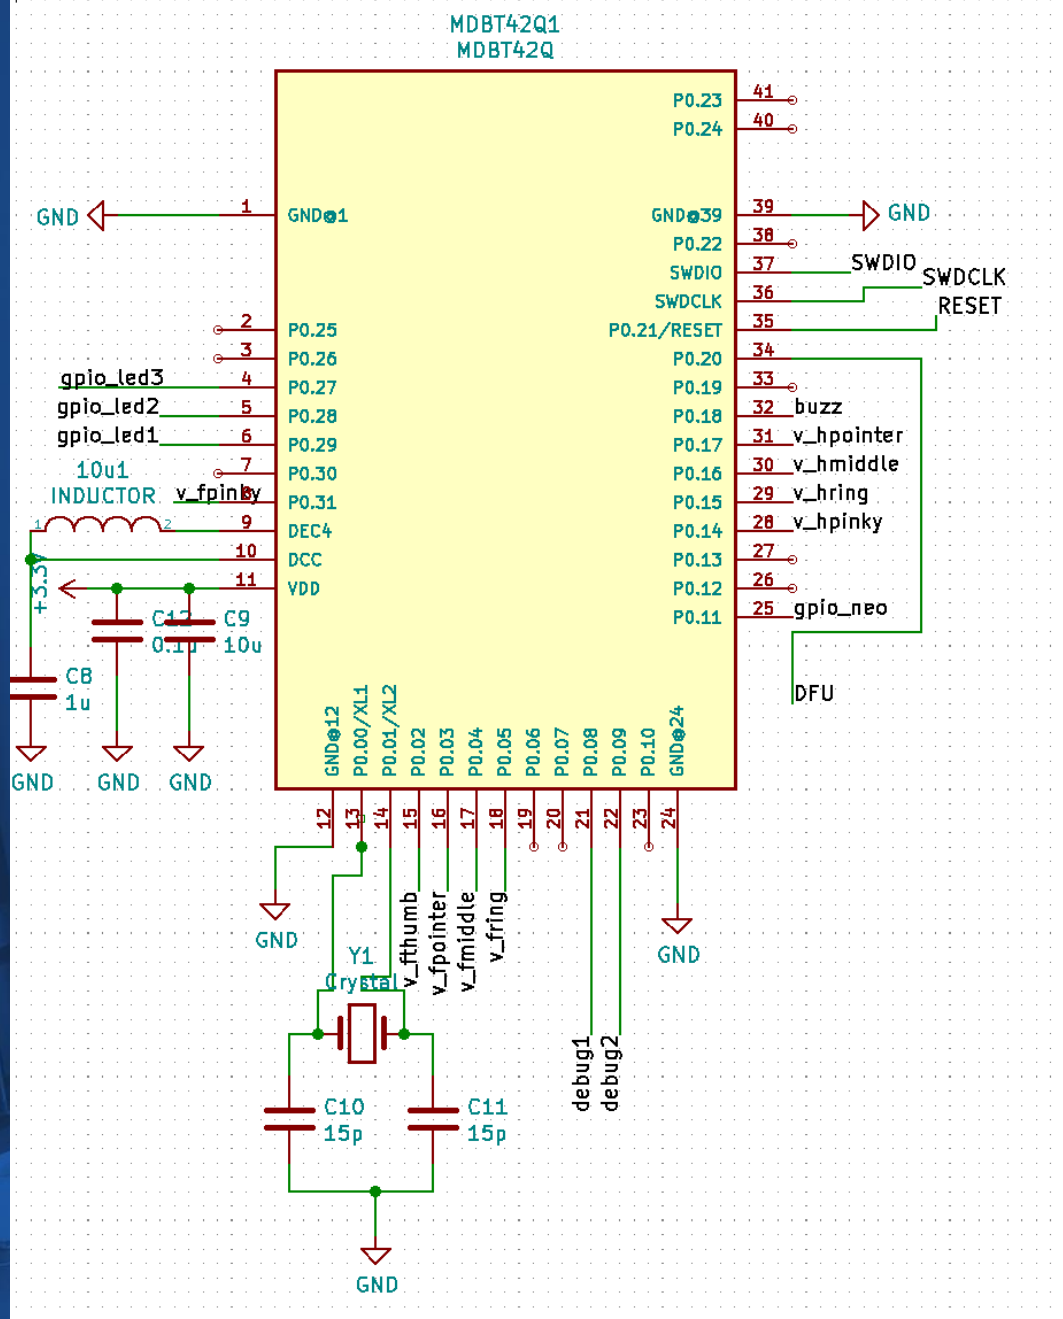 MDBT42Q1
MDBT42Q
P0.23 41
P0.24 40
GND 1 GND@1
GND@39 39 GND
P0.22 38
SWDIO 37 SWDIO
SWDCLK 36 SWDCLK
P0.21/RESET 35 RESET
2 P0.25
3 P0.26
P0.20 34
gpio_led3 4 P0.27
P0.19 33
gpio_led2 5 P0.28
P0.18 32 buzz
gpio_led1 6 P0.29
P0.17 31 v_hpointer
10u1
INDUCTOR
7 P0.30
P0.16 30 v_hmiddle
v_fpinky 8 P0.31
P0.15 29 v_hring
1 2 9 DEC4
P0.14 28 v_hpinky
10 DCC
P0.13 27
+3.3V 11 VDD
P0.12 26
P0.11 25 gpio_neo
C12
0.1u
C9
10u
C8
1u
DFU
GND
GND
GND
GND@12
P0.00/XL1
P0.01/XL2
P0.02
P0.03
P0.04
P0.05
P0.06
P0.07
P0.08
P0.09
P0.10
GND@24
12
13
14
15
16
17
18
19
20
21
22
23
24
GND
v_fthumb
v_fpointer
v_fmiddle
v_fring
GND
Y1
Crystal
debug1
debug2
C10
15p
C11
15p
GND